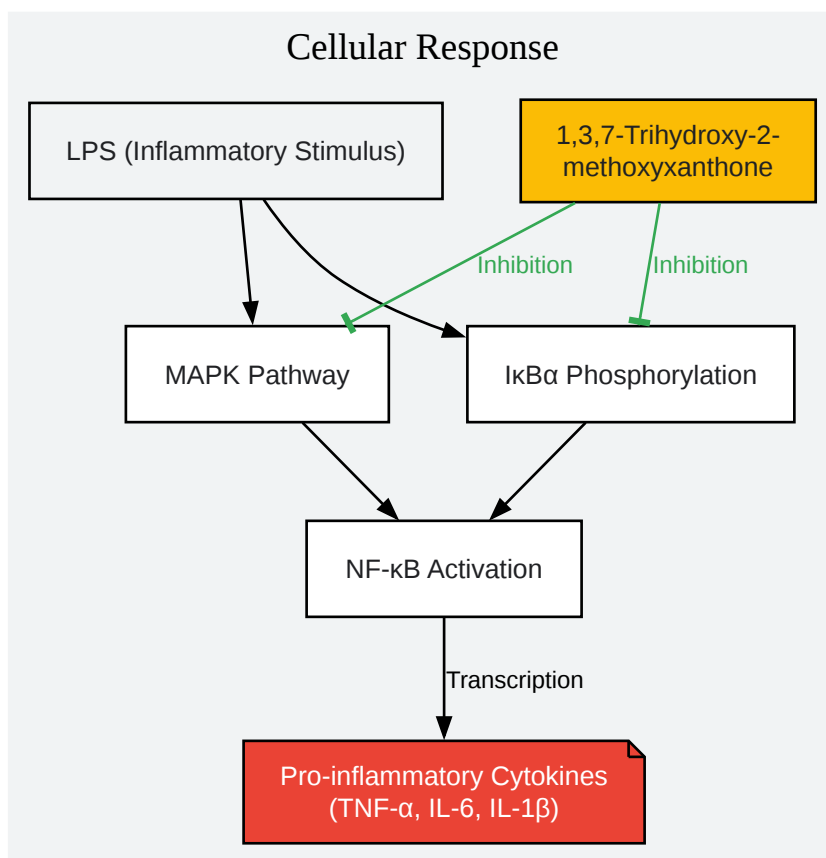 Cellular Response
LPS (Inflammatory Stimulus)
1,3,7-Trihydroxy-2-
methoxyxanthone
Inhibition
Inhibition
MAPK Pathway
IκBα Phosphorylation
NF-κB Activation
Transcription
Pro-inflammatory Cytokines
(TNF-α, IL-6, IL-1β)